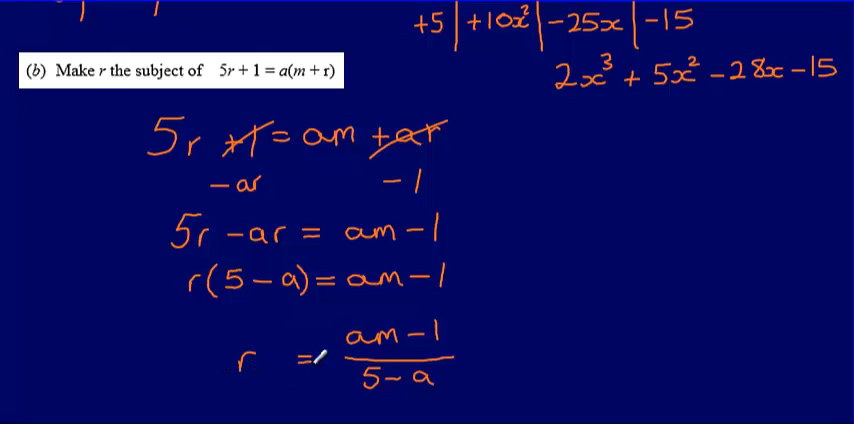 +5 | +10x² | -25x | -15
2x³ + 5x² - 28x - 15
(b) Make r the subject of 5r + 1 = a(m + r)
5r +1 = am +ar
- ar - 1
5r - ar = am - 1
r(5 - a) = am - 1
r = am - 1
5 - a